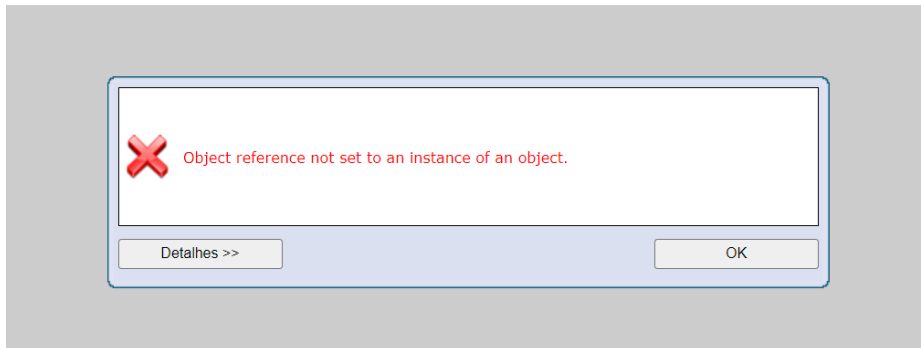 Object reference not set to an instance of an object.
Detalhes >>
OK